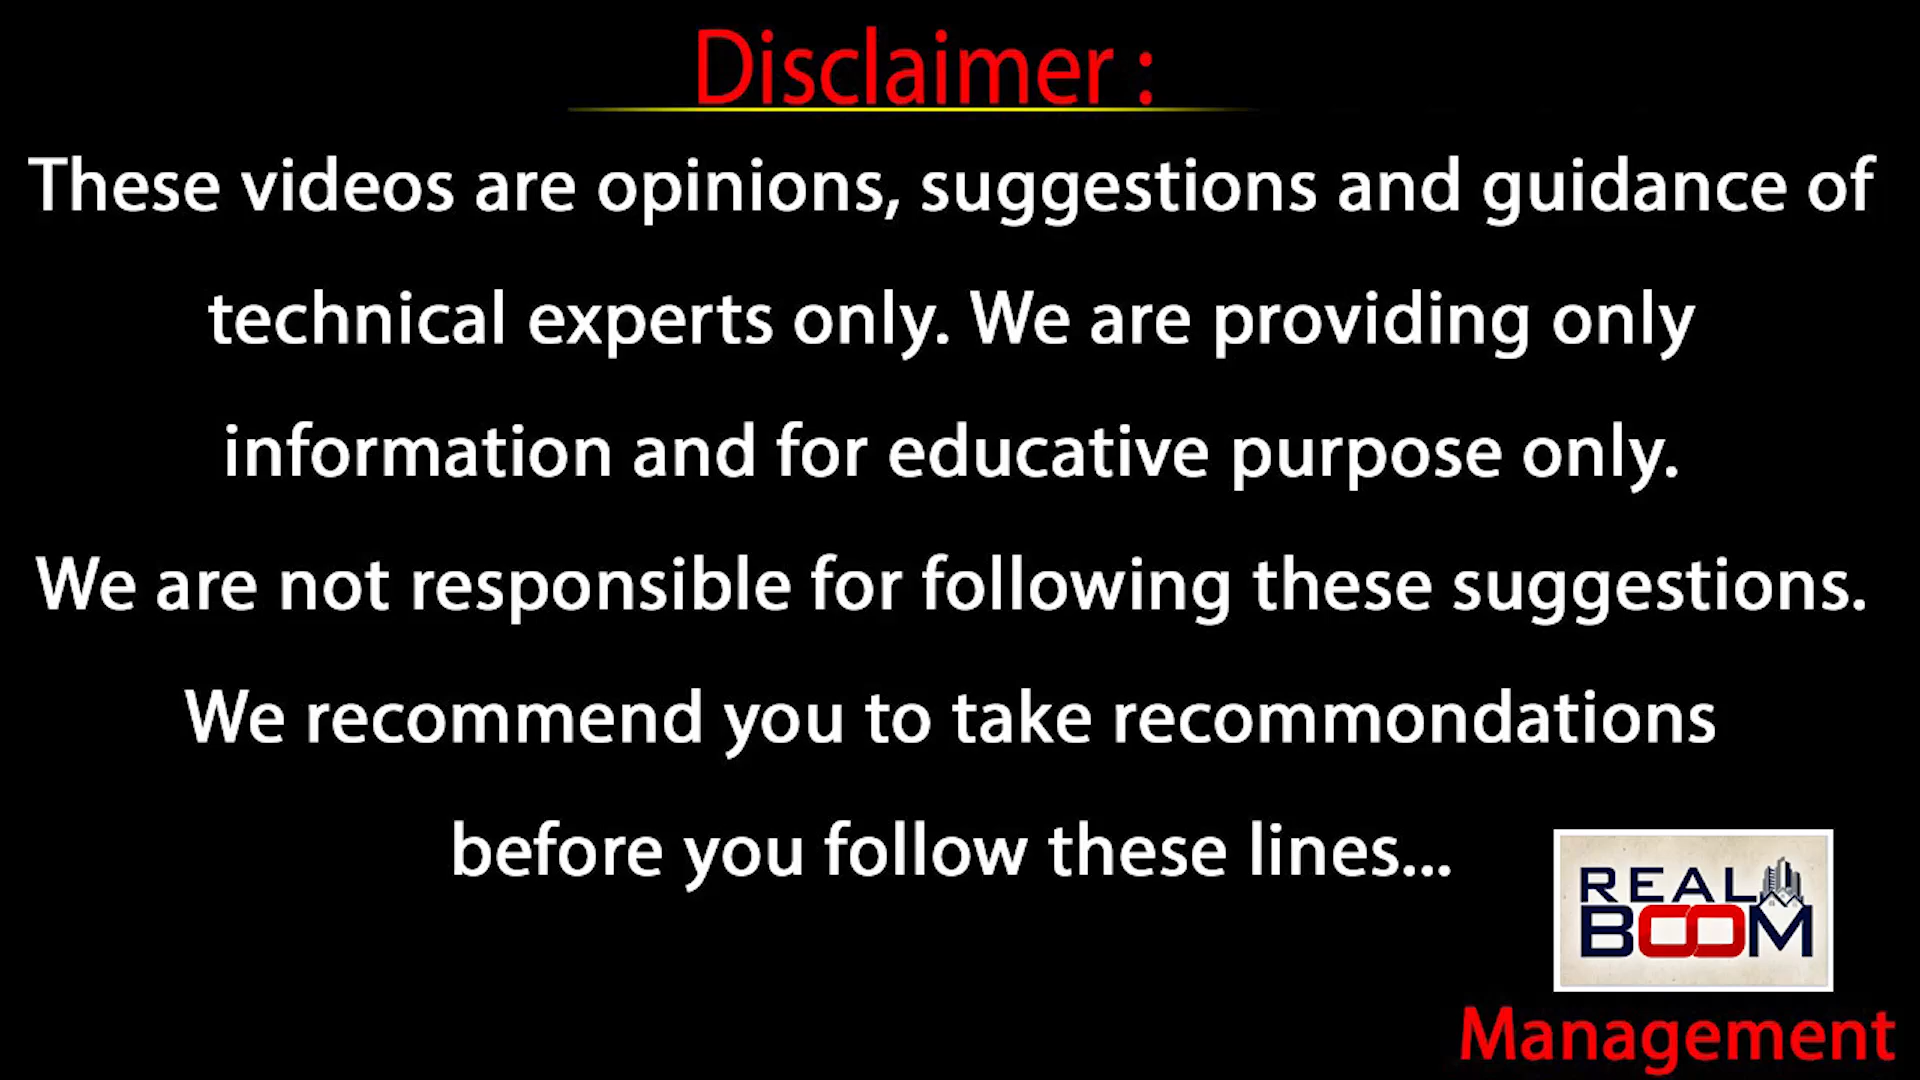 Disclaimer :
These videos are opinions, suggestions and guidance of
technical experts only. We are providing only
information and for educative purpose only.
We are not responsible for following these suggestions.
We recommend you to take recommondations
before you follow these lines...
REAL
BOOM
Management